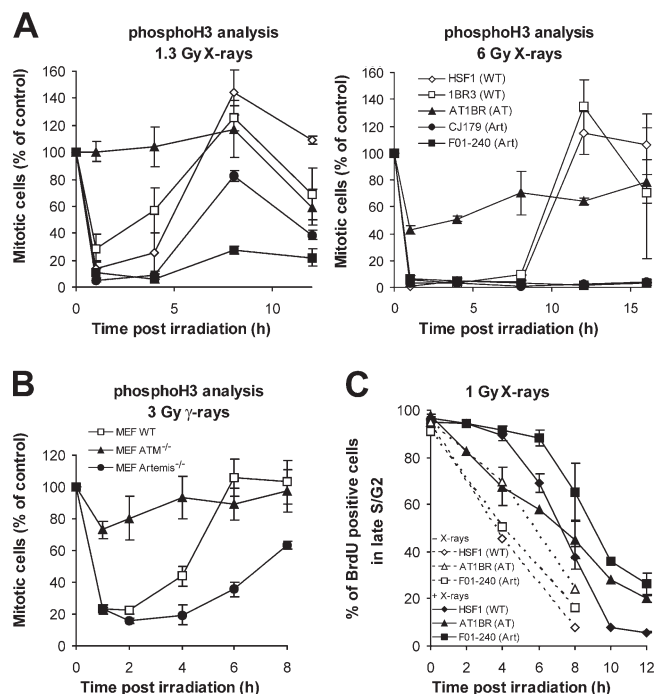 A
phosphoH3 analysis
1.3 Gy X-rays
Mitotic cells (% of control)
160
140
120
100
80
60
40
20
0
0
5
10
Time post irradiation (h)
phosphoH3 analysis
6 Gy X-rays
HSF1 (WT)
1BR3 (WT)
AT1BR (AT)
CJ179 (Art)
F01-240 (Art)
Mitotic cells (% of control)
160
140
120
100
80
60
40
20
0
0
5
10
15
Time post irradiation (h)
B
phosphoH3 analysis
3 Gy γ-rays
MEF WT
MEF ATM-/-
MEF Artemis-/-
Mitotic cells (% of control)
120
100
80
60
40
20
0
0
2
4
6
8
Time post irradiation (h)
C
1 Gy X-rays
% of BrdU positive cells
in late S/G2
100
80
60
40
20
0
– X-rays
HSF1 (WT)
AT1BR (AT)
F01-240 (Art)
+ X-rays
HSF1 (WT)
AT1BR (AT)
F01-240 (Art)
0
2
4
6
8
10
12
Time post irradiation (h)